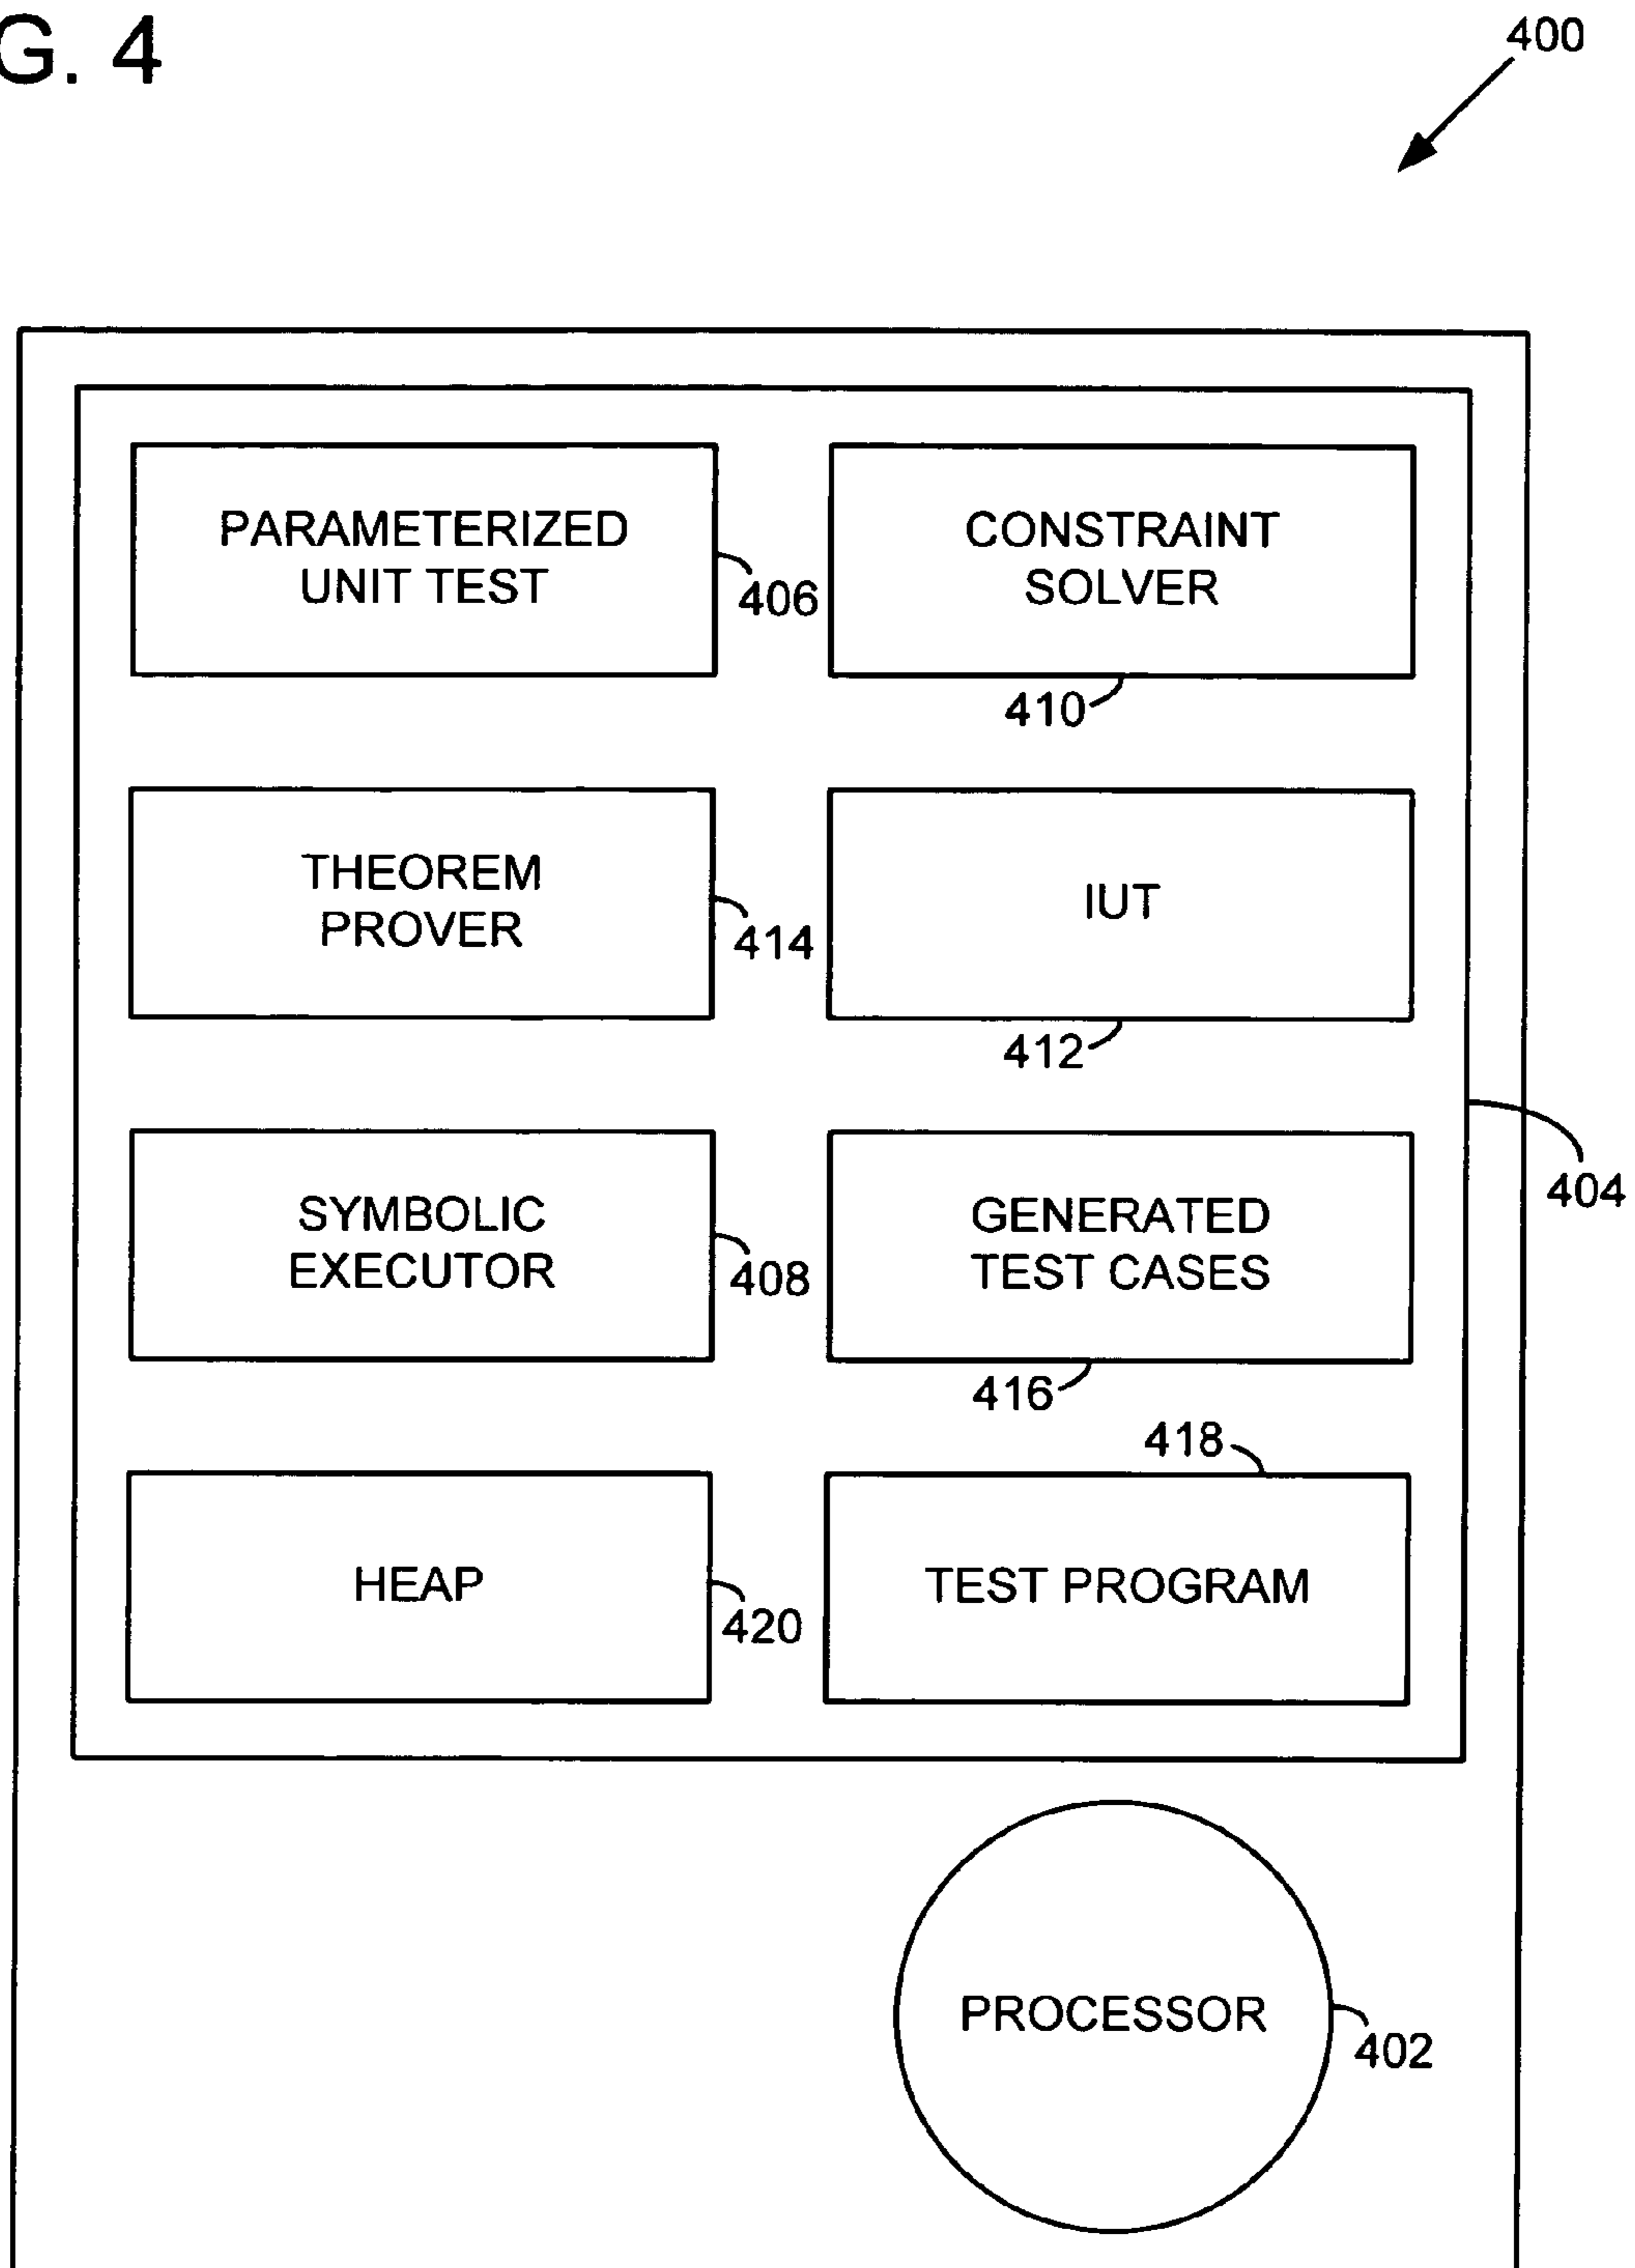 G. 4
400
PARAMETERIZED
UNIT TEST
406
CONSTRAINT
SOLVER
410
THEOREM
PROVER
414
IUT
412
404
SYMBOLIC
EXECUTOR
408
GENERATED
TEST CASES
416
418
HEAP
420
TEST PROGRAM
PROCESSOR
402